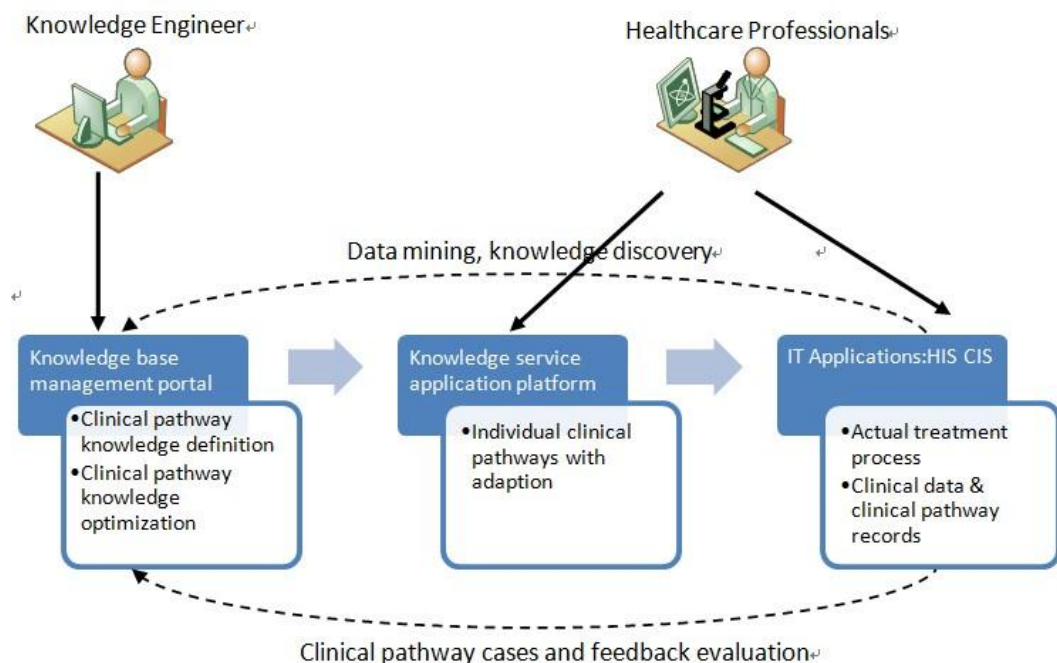 Knowledge Engineer
Healthcare Professionals
Data mining, knowledge discovery
Knowledge base
management portal
•Clinical pathway
knowledge definition
•Clinical pathway
knowledge
optimization
Knowledge service
application platform
•Individual clinical
pathways with
adaption
IT Applications:HIS CIS
•Actual treatment
process
•Clinical data &
clinical pathway
records
Clinical pathway cases and feedback evaluation